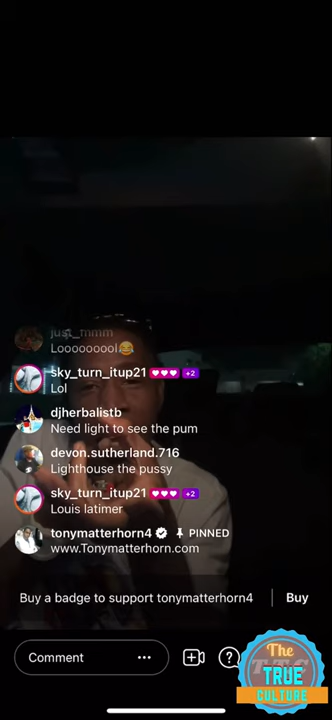 just_mmm
Looooooool😂
sky_turn_itup21 +2
Lol
djherbalistb
Need light to see the pum
devon.sutherland.716
Lighthouse the pussy
sky_turn_itup21 +2
Louis latimer
tonymatterhorn4 PINNED
www.Tonymatterhorn.com
Buy a badge to support tonymatterhorn4 Buy
Comment
The
TRUE
CULTURE